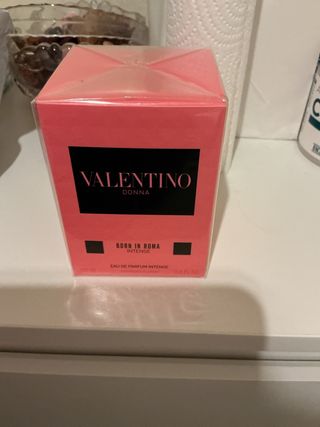 VALENTINO
DONNA
BORN IN ROMA
INTENSE
EAU DE PARFUM INTENSE